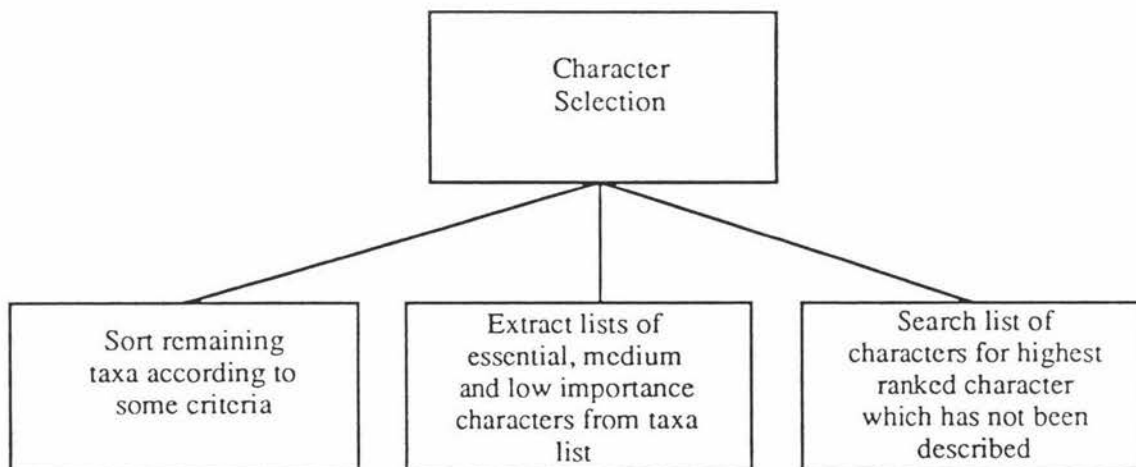 Character
Selection
Sort remaining
taxa according to
some criteria
Extract lists of
essential, medium
and low importance
characters from taxa
list
Search list of
characters for highest
ranked character
which has not been
described